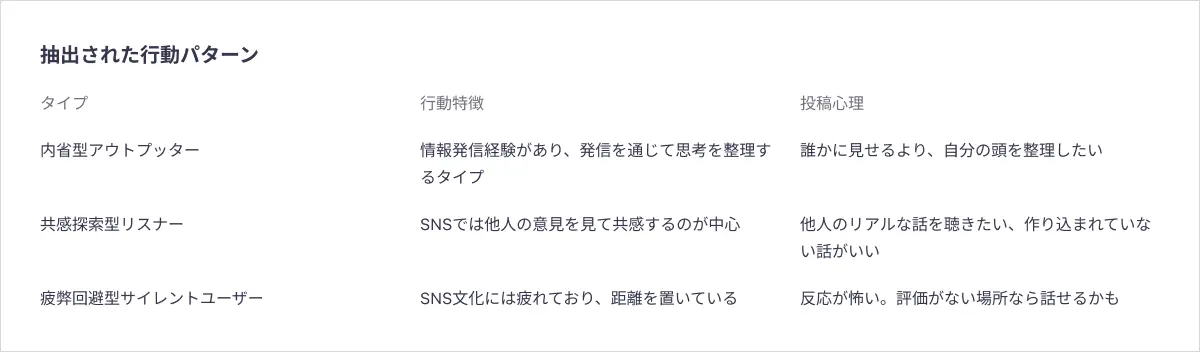 抽出された行動パターン
タイプ 行動特徴 投稿心理
内省型アウトプッター 情報発信経験があり、発信を通じて思考を整理す 誰かに見せるより、自分の頭を整理したい
るタイプ
共感探索型リスナー SNSでは他人の意見を見て共感するのが中心 他人のリアルな話を聴きたい、作り込まれていな
い話がいい
疲弊回避型サイレントユーザー SNS文化には疲れており、距離を置いている 反応が怖い。評価がない場所なら話せるかも